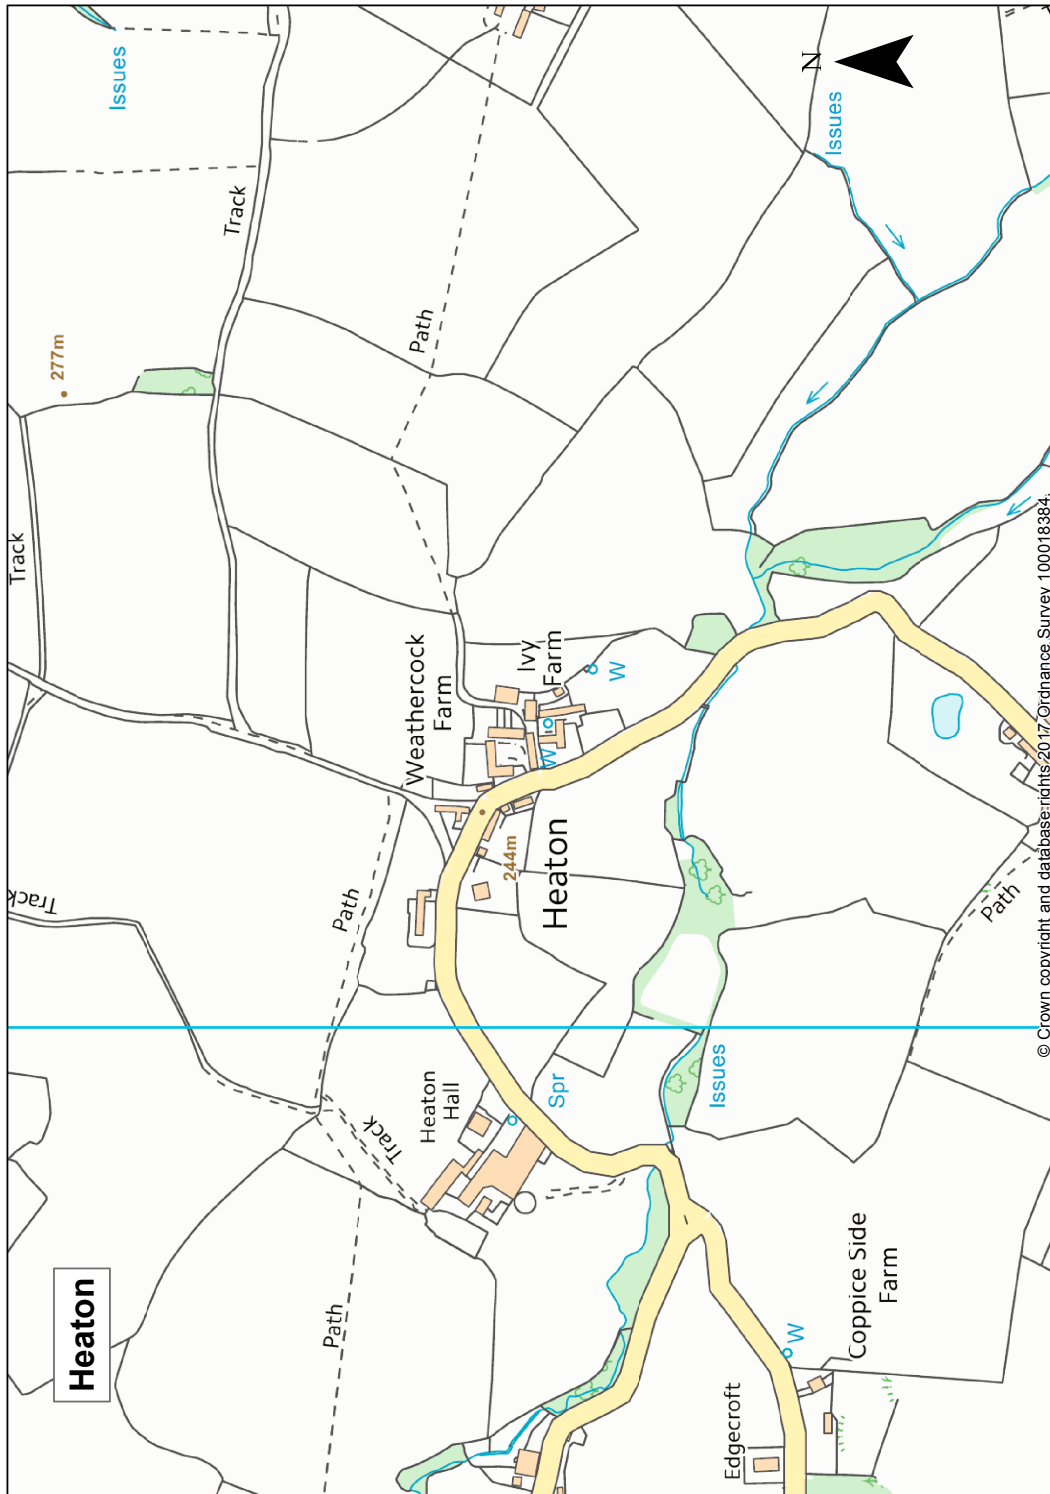 Heaton
Issues
Track
277m
Track
Path
N
Issues
Weathercock
Farm
Ivy
Farm
W
W
244m
Heaton
Track
Path
Path
Heaton
Hall
Spr
Track
Issues
Path
Coppice Side
Farm
W
Edgecroft
© Crown copyright and database rights 2017 Ordnance Survey 100018384.